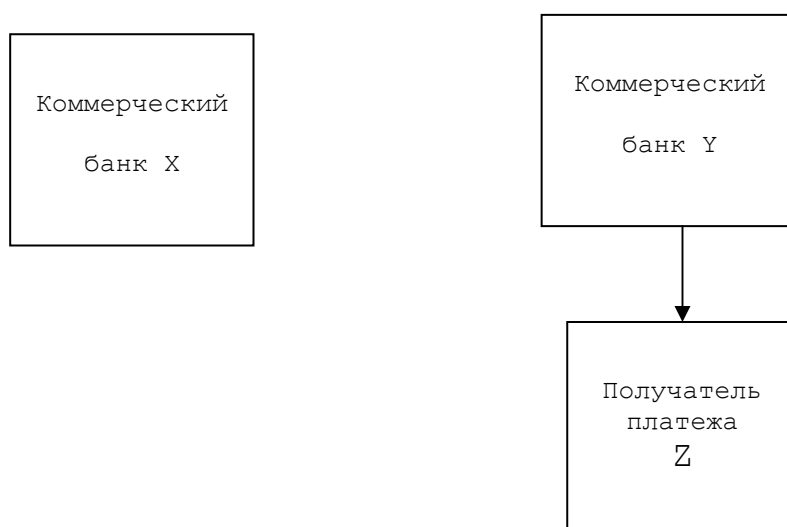 Коммерческий
банк X
Коммерческий
банк Y
Получатель
платежа
Z